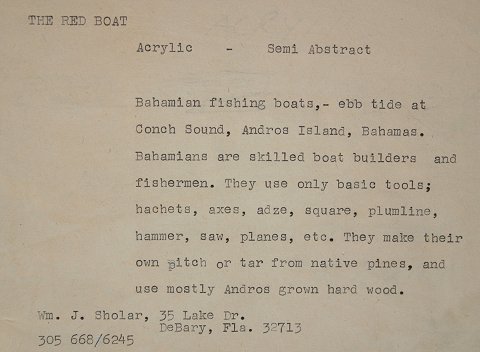 THE RED BOAT
Acrylic - Semi Abstract
Bahamian fishing boats,- ebb tide at
Conch Sound, Andros Island, Bahamas.
Bahamians are skilled boat builders and
fishermen. They use only basic tools;
hachets, axes, adze, square, plumline,
hammer, saw, planes, etc. They make their
own pitch or tar from native pines, and
use mostly Andros grown hard wood.
Wm. J. Sholar, 35 Lake Dr.
DeBary, Fla. 32713
305 668/6245